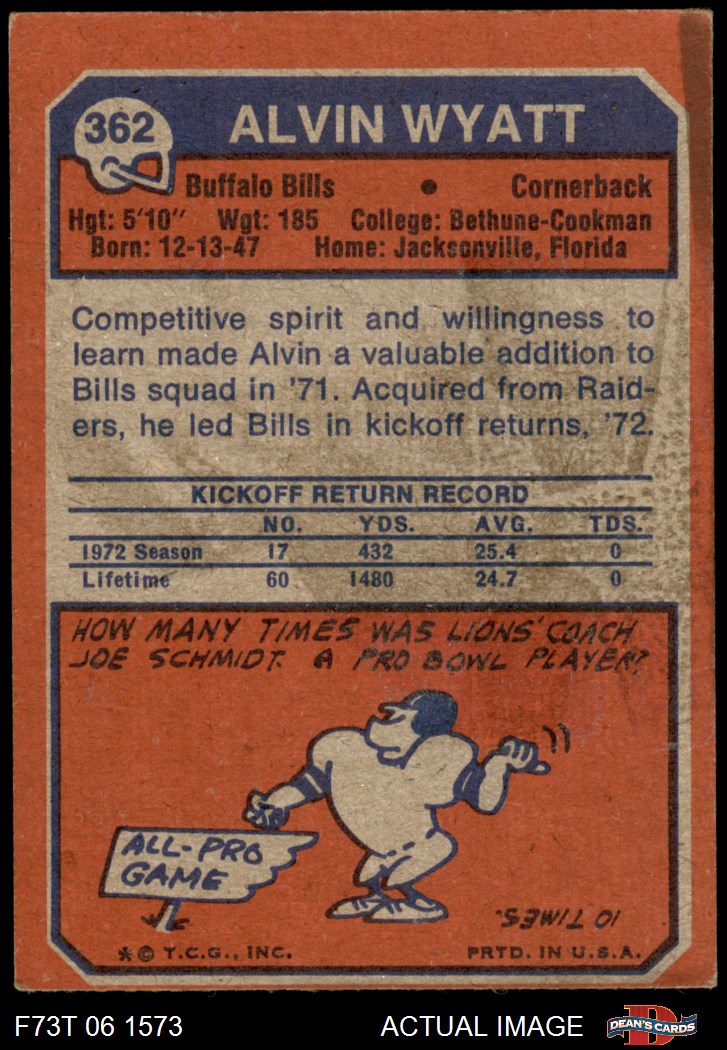 362
ALVIN WYATT
Buffalo Bills • Cornerback
Hgt: 5'10" Wgt: 185 College: Bethune-Cookman
Born: 12-13-47 Home: Jacksonville, Florida
Competitive spirit and willingness to
learn made Alvin a valuable addition to
Bills squad in '71. Acquired from Raid-
ers, he led Bills in kickoff returns, '72.
KICKOFF RETURN RECORD
NO. YDS. AVG. TDS.
1972 Season 17 432 25.4 0
Lifetime 60 1480 24.7 0
HOW MANY TIMES WAS LIONS' COACH
JOE SCHMIDT A PRO BOWL PLAYER?
ALL-PRO
GAME
10 TIMES.
* © T.C.G., INC. PRTD. IN U.S.A.
F73T 06 1573 ACTUAL IMAGE
D
DEAN'S CARDS